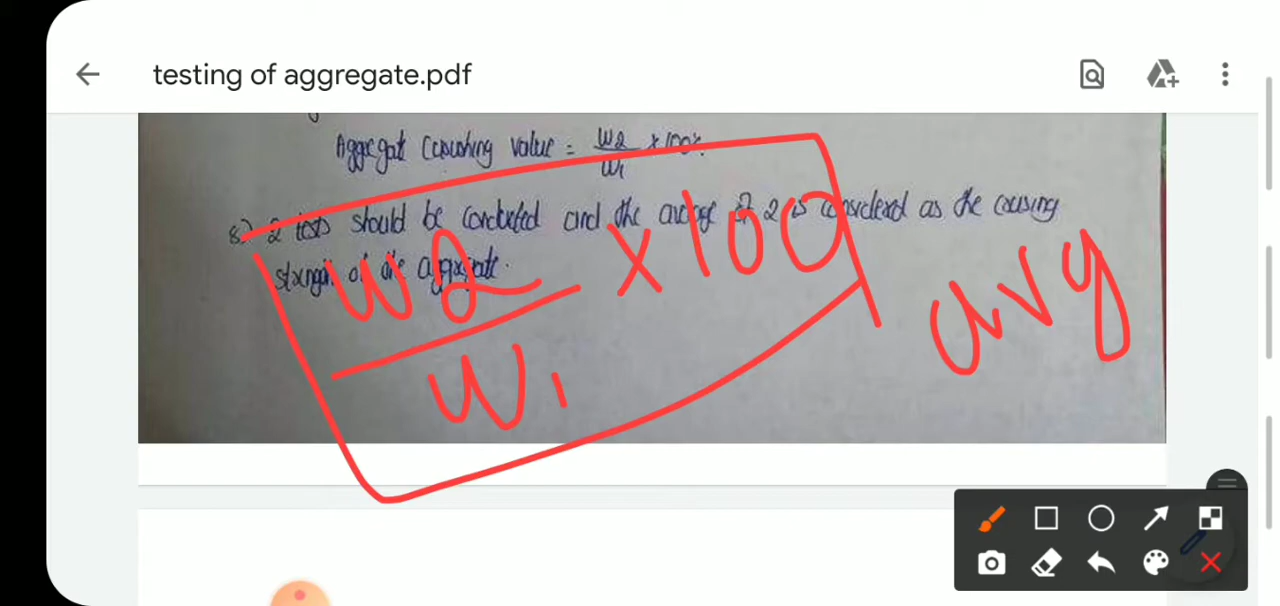 testing of aggregate.pdf
Aggregate Crushing value = W2/W1 × 100%
8) 2 tests should be conducted and the average of 2 is considered as the causing
strength of the aggregate.
W2/W1 × 100
avg